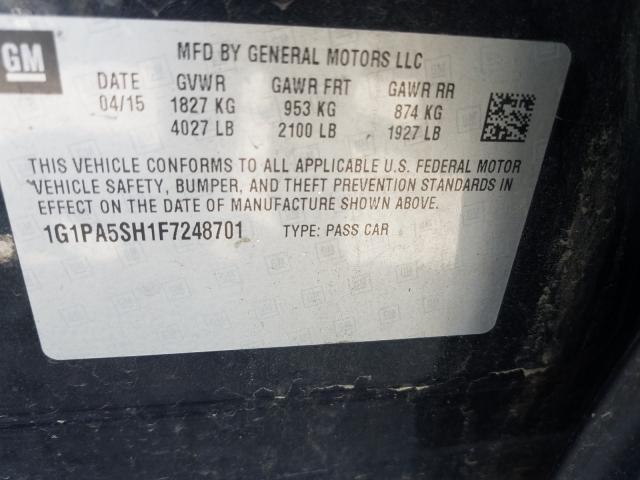 GM
MFD BY GENERAL MOTORS LLC
DATE GVWR GAWR FRT GAWR RR
04/15 1827 KG 953 KG 874 KG
4027 LB 2100 LB 1927 LB
THIS VEHICLE CONFORMS TO ALL APPLICABLE U.S. FEDERAL MOTOR
VEHICLE SAFETY, BUMPER, AND THEFT PREVENTION STANDARDS IN
EFFECT ON THE DATE OF MANUFACTURE SHOWN ABOVE.
1G1PA5SH1F7248701 TYPE: PASS CAR